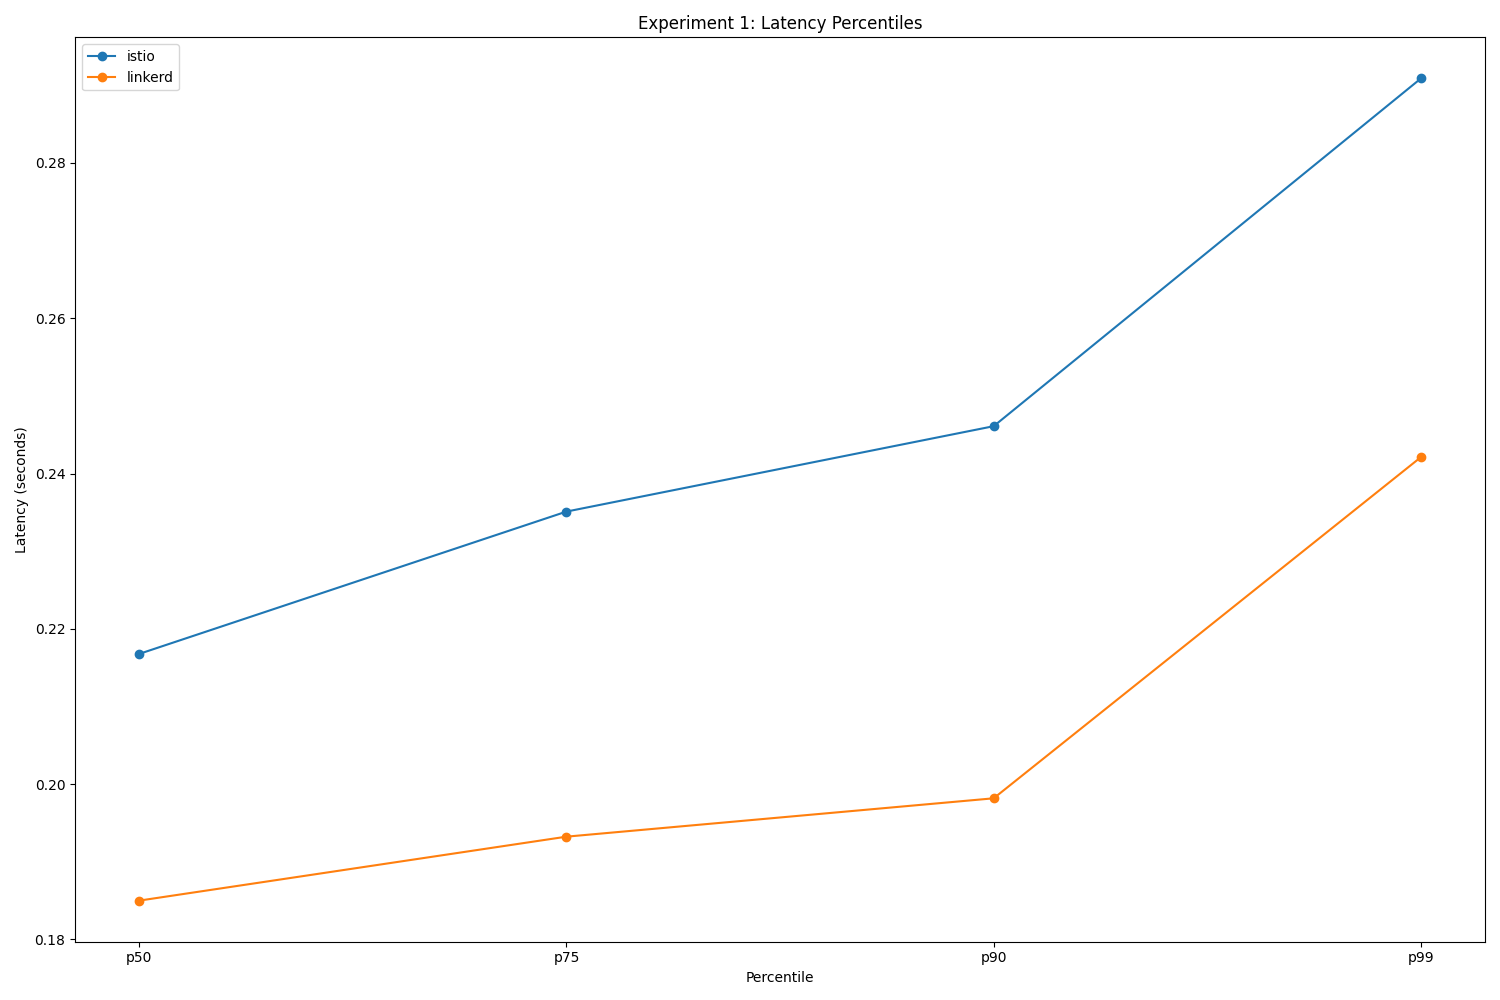 Experiment 1: Latency Percentiles
istio
linkerd
0.28
0.26
0.24
0.22
0.20
0.18
Latency (seconds)
p50 p75 p90 p99
Percentile